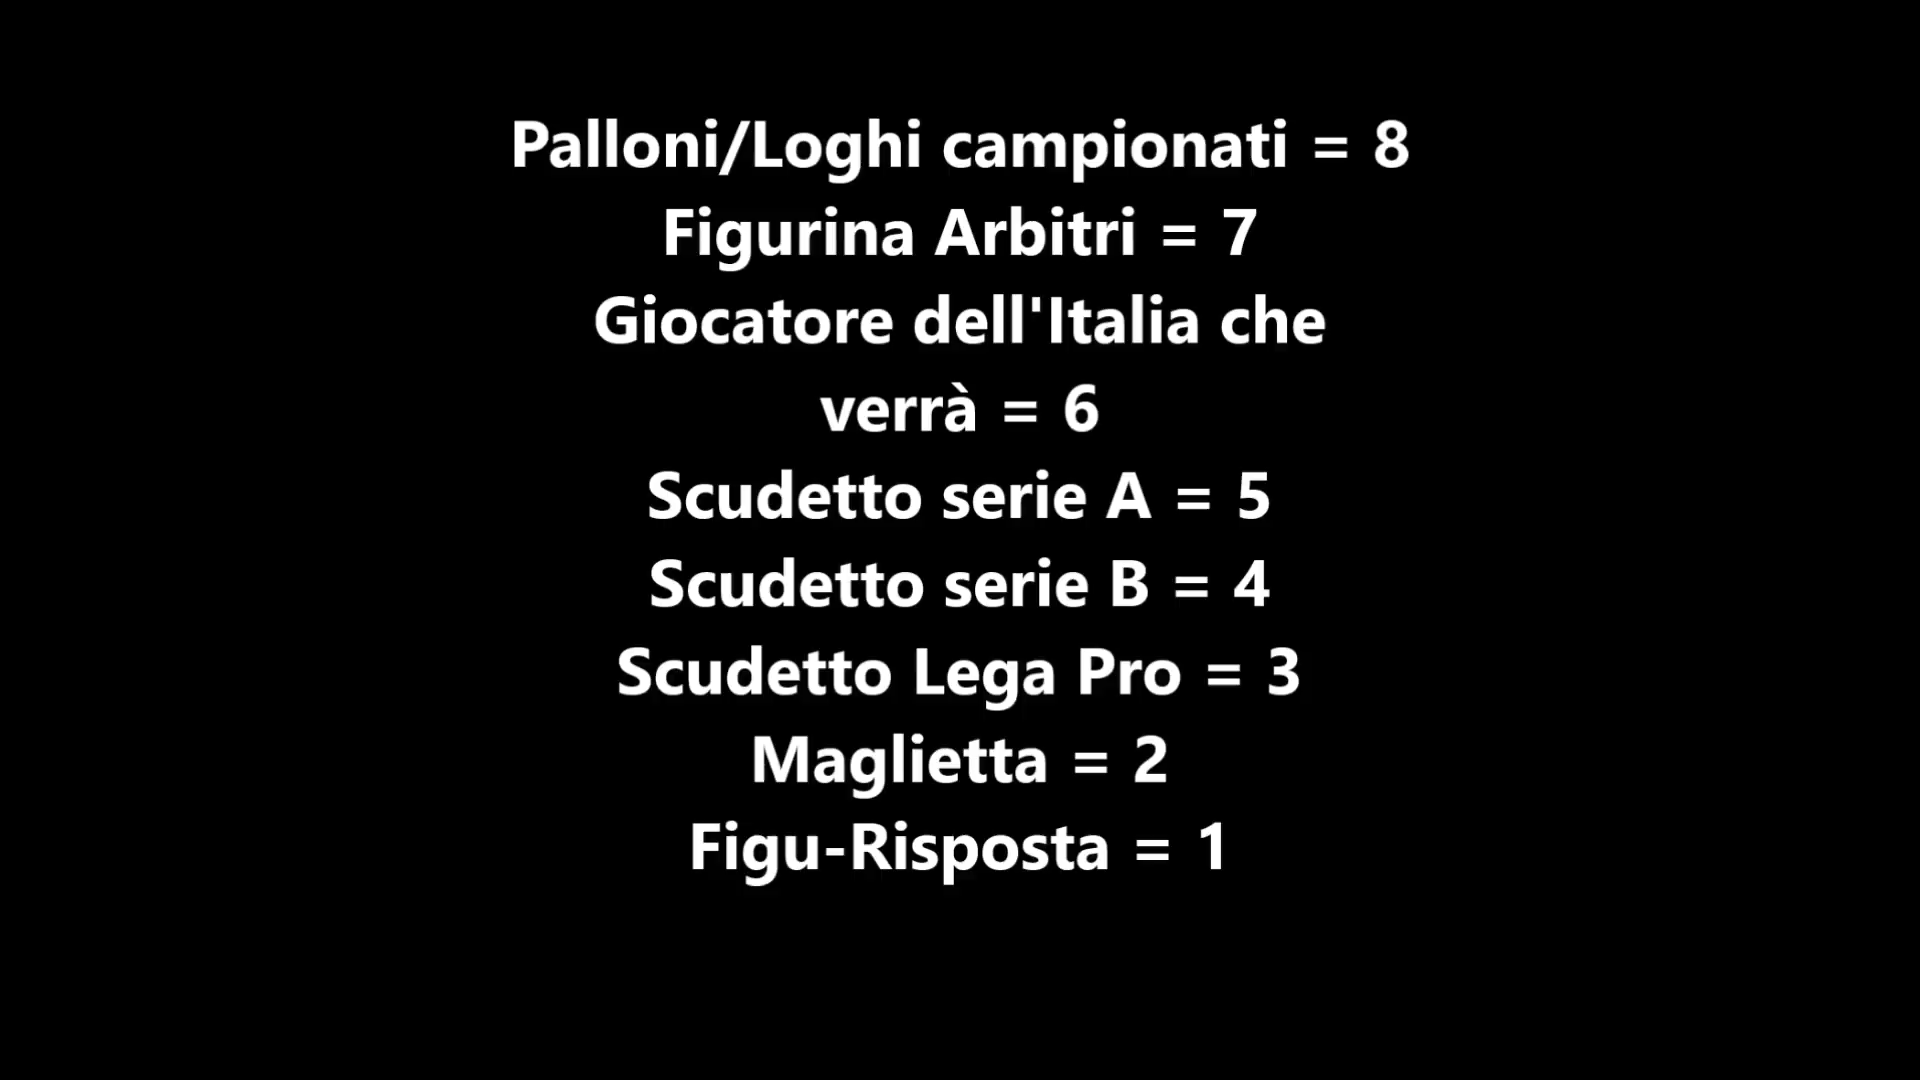 Palloni/Loghi campionati = 8
Figurina Arbitri = 7
Giocatore dell'Italia che
verrà = 6
Scudetto serie A = 5
Scudetto serie B = 4
Scudetto Lega Pro = 3
Maglietta = 2
Figu-Risposta = 1